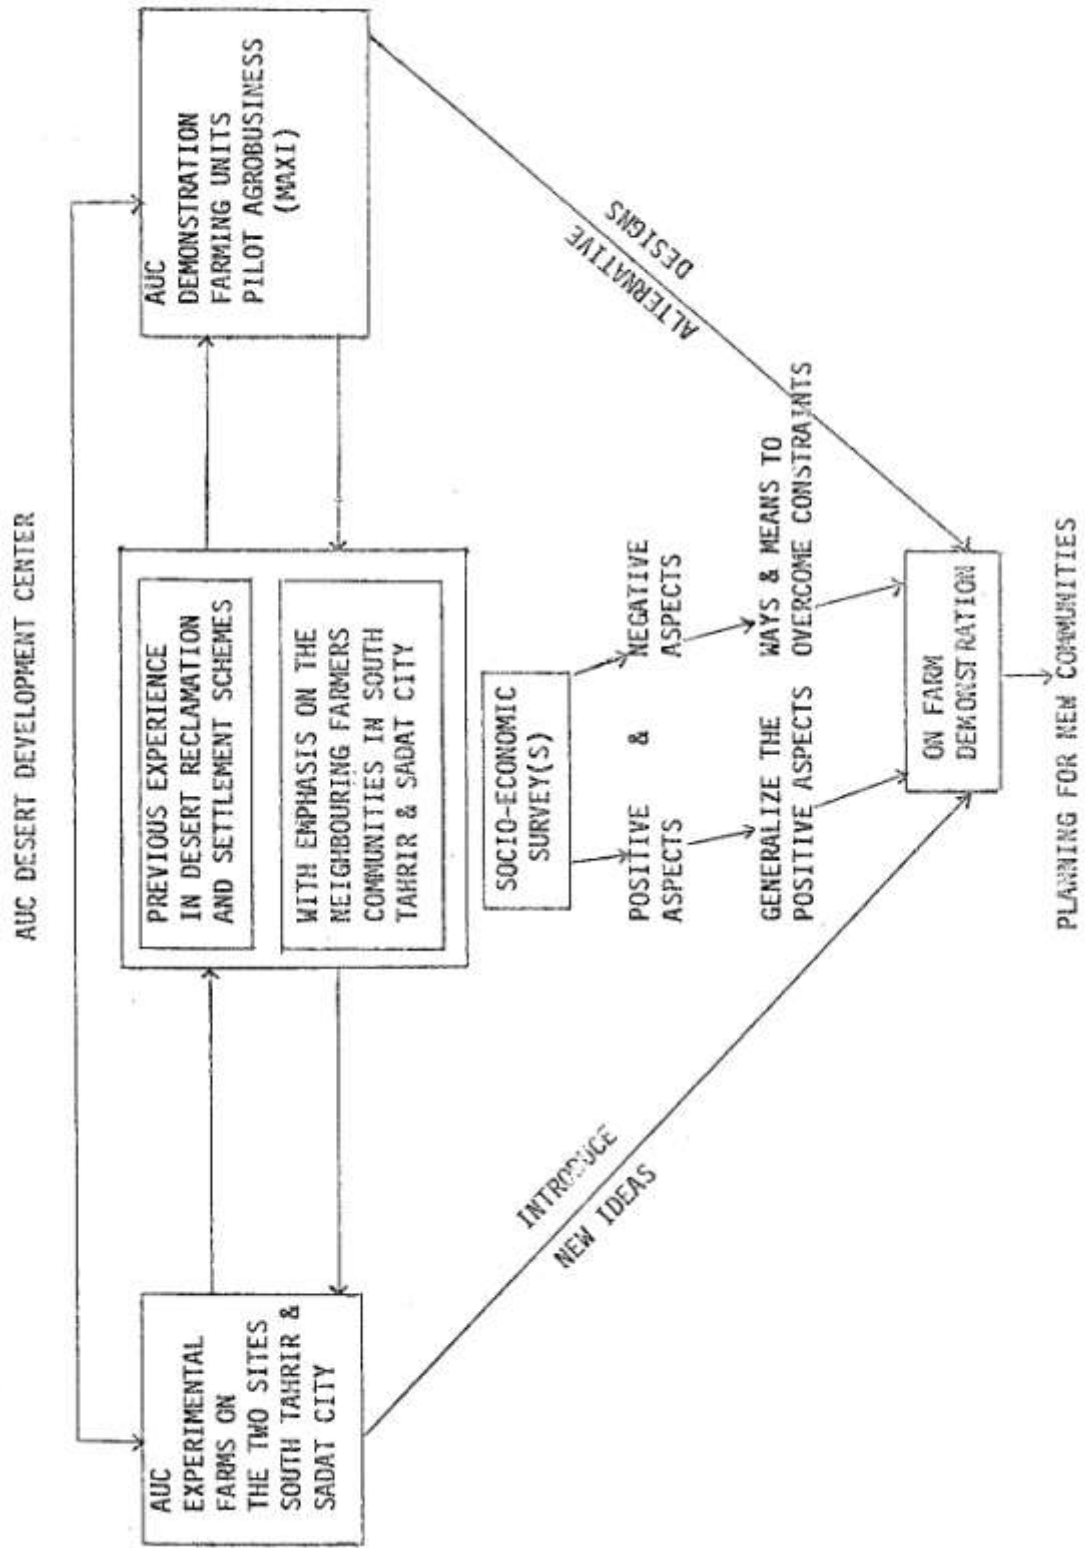 AUC DESERT DEVELOPMENT CENTER
AUC
EXPERIMENTAL
FARMS ON
THE TWO SITES
SOUTH TAHRIR &
SADAT CITY
PREVIOUS EXPERIENCE
IN DESERT RECLAMATION
AND SETTLEMENT SCHEMES
WITH EMPHASIS ON THE
NEIGHBOURING FARMERS
COMMUNITIES IN SOUTH
TAHRIR & SADAT CITY
AUC
DEMONSTRATION
FARMING UNITS
PILOT AGROBUSINESS
(MAXI)
SOCIO-ECONOMIC
SURVEY(S)
POSITIVE & NEGATIVE
ASPECTS ASPECTS
GENERALIZE THE WAYS & MEANS TO
POSITIVE ASPECTS OVERCOME CONSTRAINTS
INTRODUCE
NEW IDEAS
ALTERNATIVE
DESIGNS
ON FARM
DEMONSTRATION
PLANNING FOR NEW COMMUNITIES